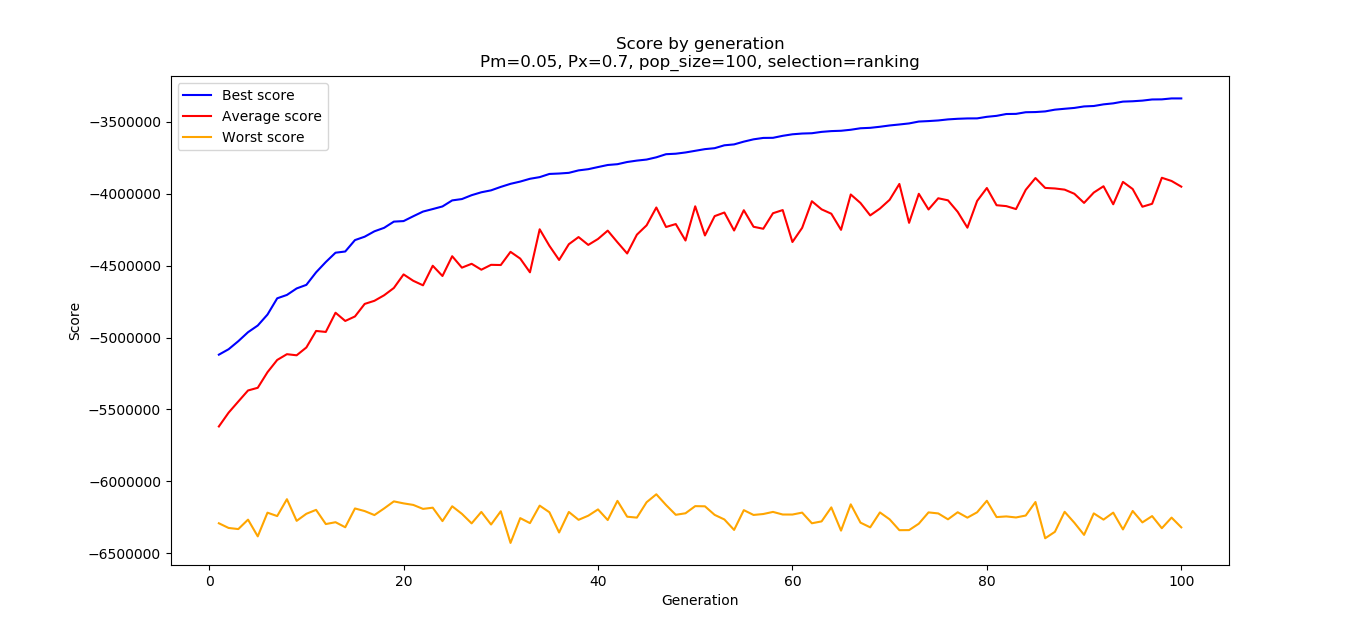 Score by generation
Pm=0.05, Px=0.7, pop_size=100, selection=ranking
Best score
Average score
Worst score
−3500000
−4000000
−4500000
−5000000
−5500000
−6000000
−6500000
Score
0 20 40 60 80 100
Generation